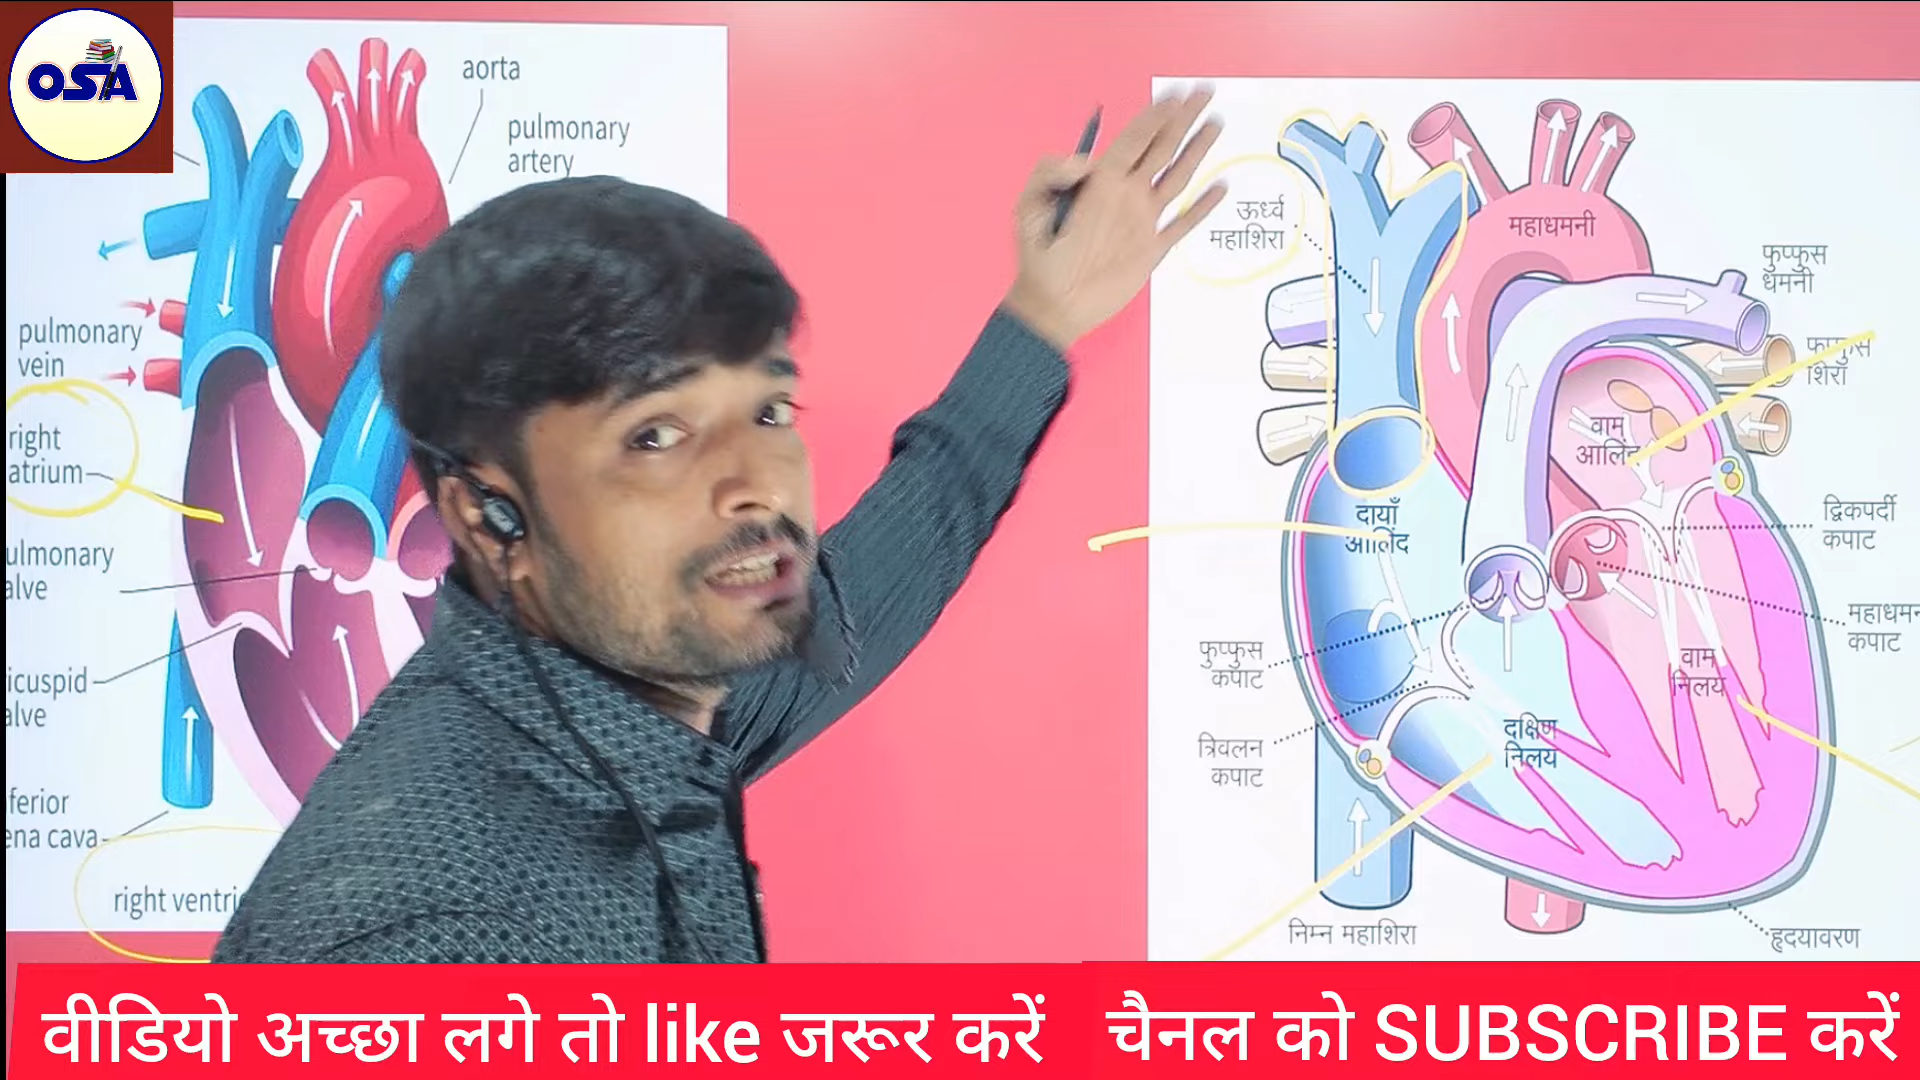 OSA
aorta
pulmonary
artery
pulmonary
vein
right
atrium
ulmonary
alve
icuspid
alve
ferior
ena cava
right ventri
ऊर्ध्व
महाशिरा
महाधमनी
फुप्फुस
धमनी
फुप्फुस
शिरा
वाम
आलिंद
दायाँ
आलिंद
द्विकपर्दी
कपाट
महाधमन
कपाट
फुप्फुस
कपाट
वाम
निलय
त्रिवलन
कपाट
दक्षिण
निलय
निम्न महाशिरा
हृदयावरण
वीडियो अच्छा लगे तो like जरूर करें
चैनल को SUBSCRIBE करें